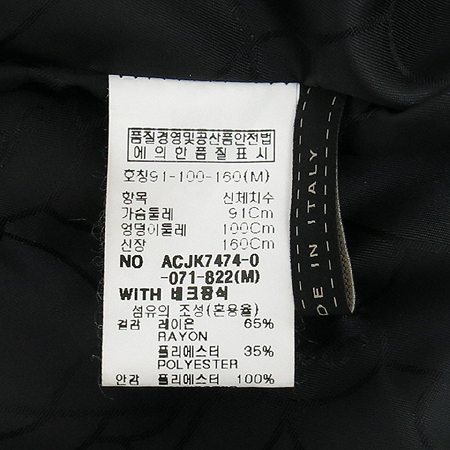 품질경영및공산품안전법
에 의 한 품 질 표 시
호칭91-100-160(M)
항목 신체치수
가슴둘레 91Cm
엉덩이둘레 100Cm
신장 160Cm
NO ACJK7474-0
-071-822(M)
WITH 배크장식
섬유의 조성(혼용율)
겉감 레이온 65%
RAYON
폴리에스터 35%
POLYESTER
안감 폴리에스터 100%
DE IN ITALY